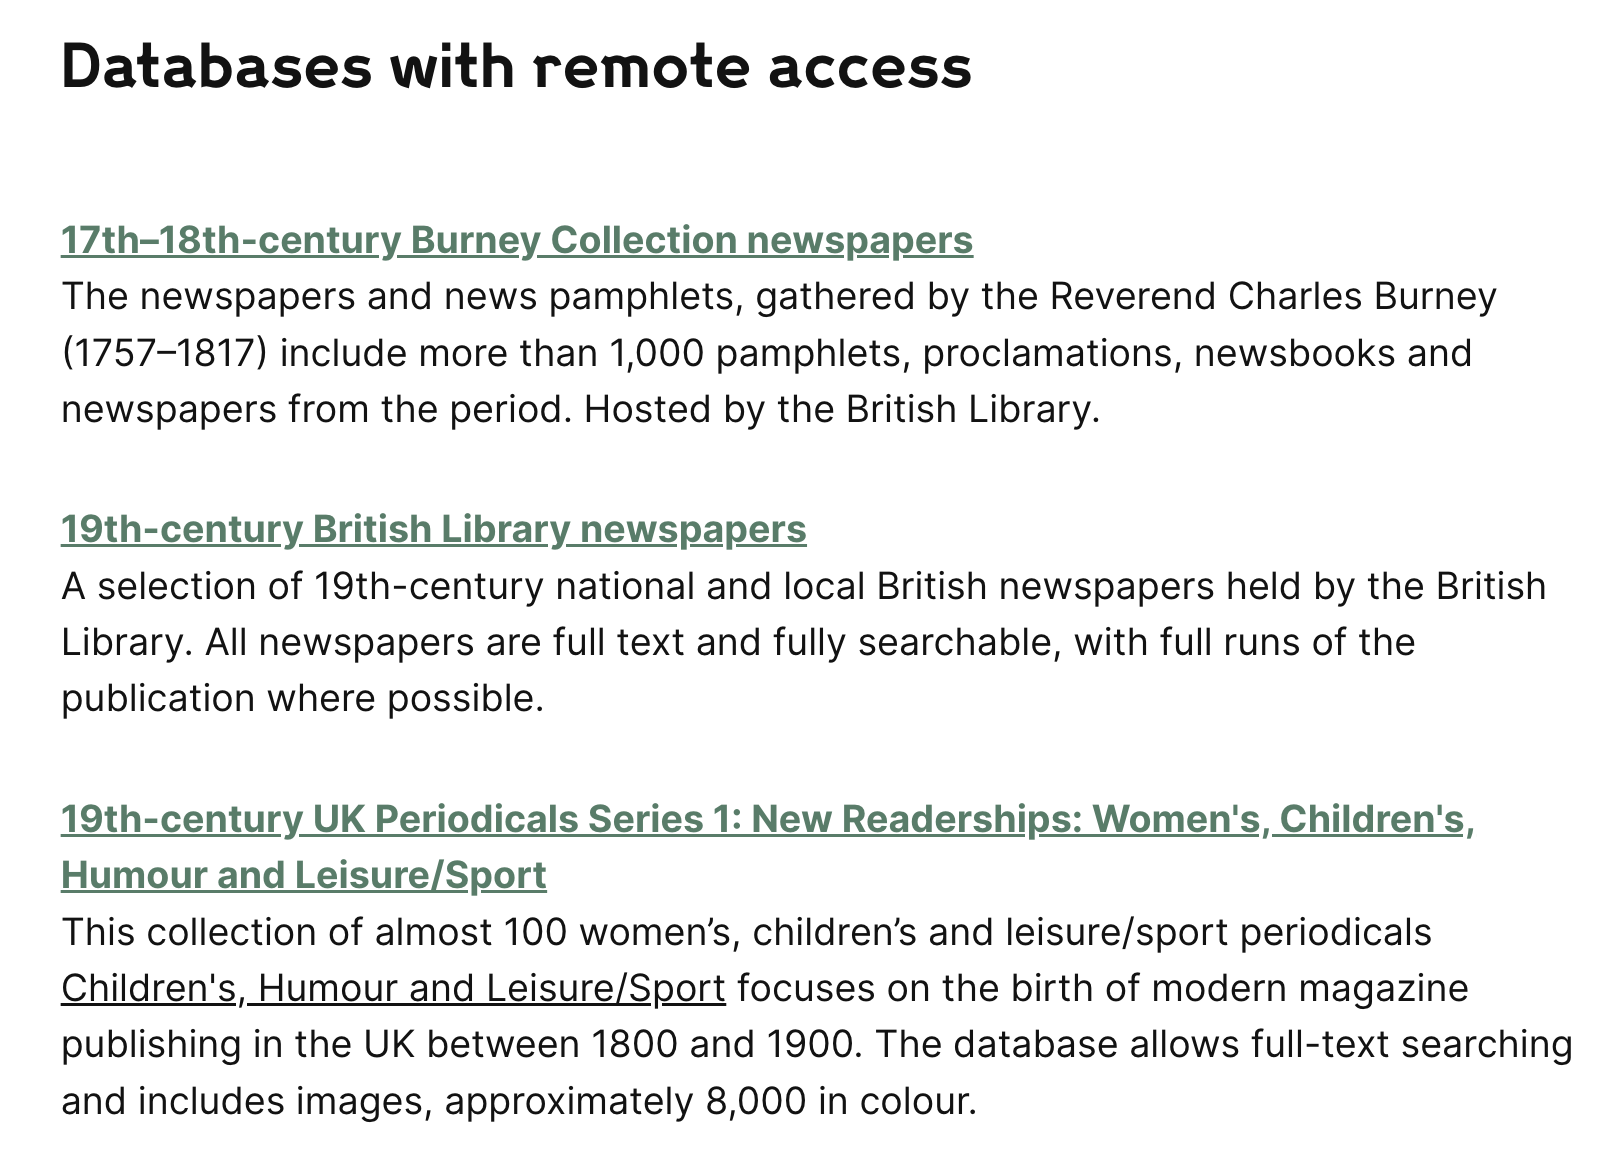 Databases with remote access
17th–18th-century Burney Collection newspapers
The newspapers and news pamphlets, gathered by the Reverend Charles Burney
(1757–1817) include more than 1,000 pamphlets, proclamations, newsbooks and
newspapers from the period. Hosted by the British Library.
19th-century British Library newspapers
A selection of 19th-century national and local British newspapers held by the British
Library. All newspapers are full text and fully searchable, with full runs of the
publication where possible.
19th-century UK Periodicals Series 1: New Readerships: Women's, Children's,
Humour and Leisure/Sport
This collection of almost 100 women’s, children’s and leisure/sport periodicals
Children's, Humour and Leisure/Sport focuses on the birth of modern magazine
publishing in the UK between 1800 and 1900. The database allows full-text searching
and includes images, approximately 8,000 in colour.